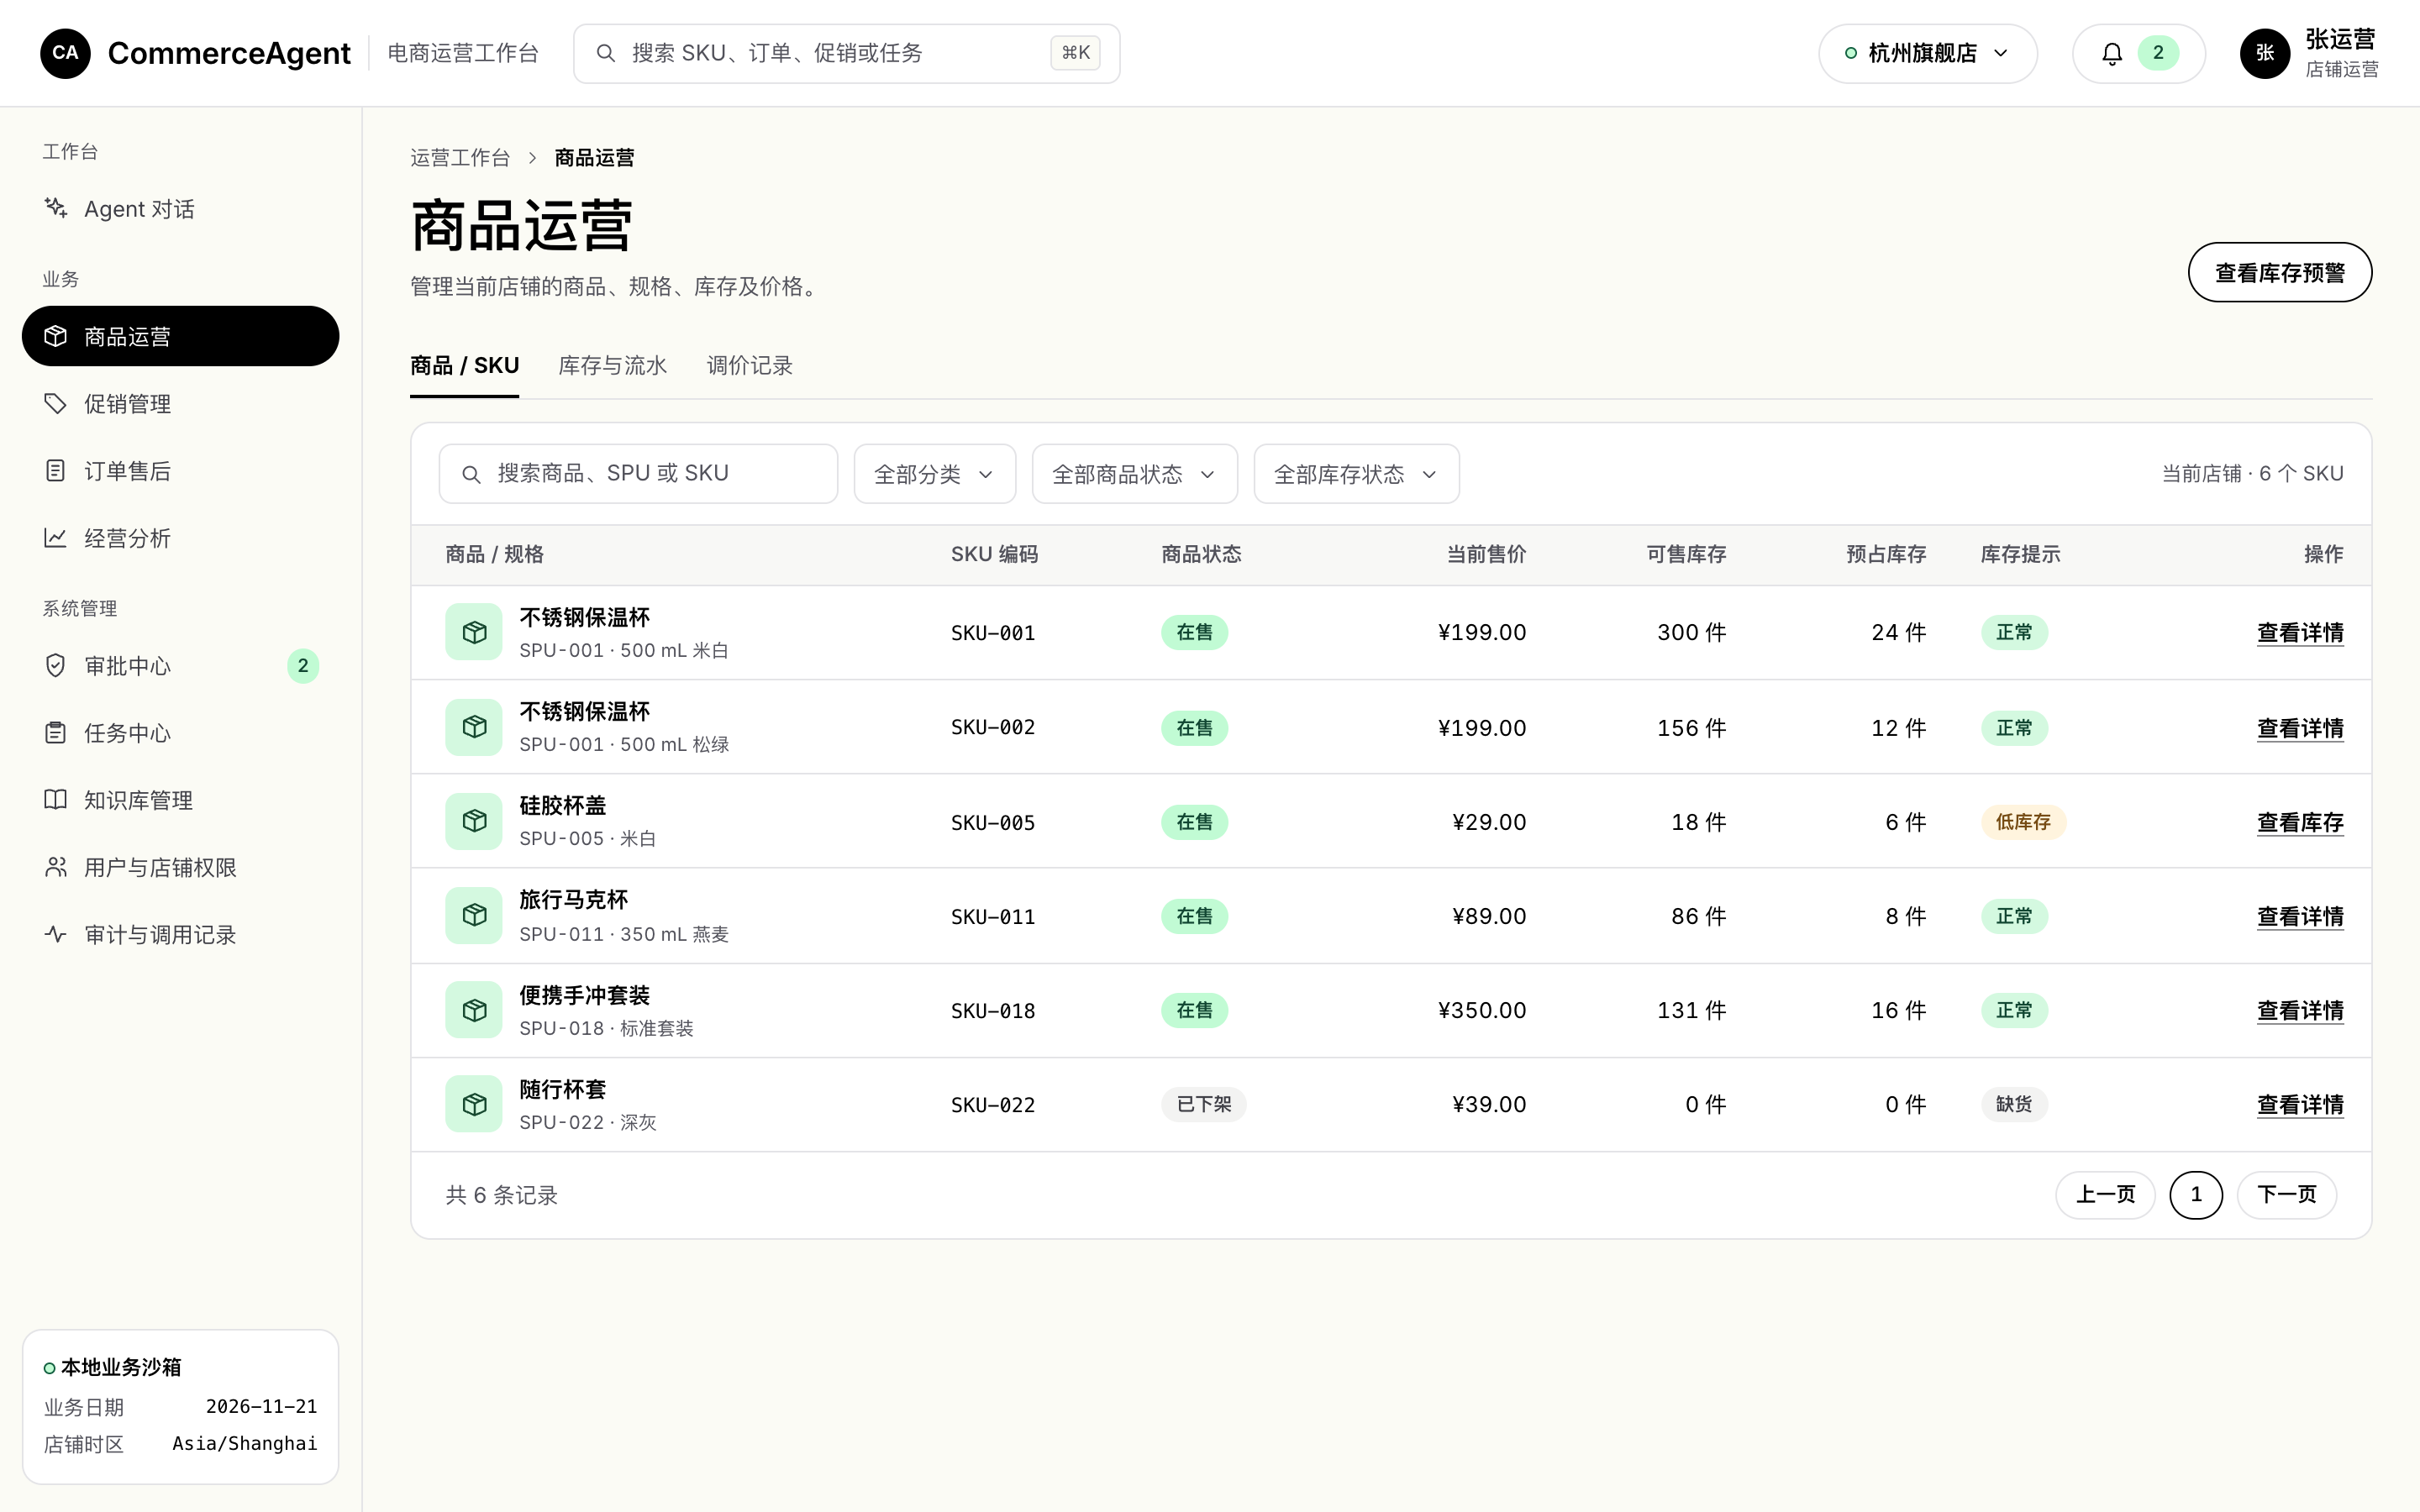 CA CommerceAgent 电商运营工作台 搜索 SKU、订单、促销或任务 ⌘K 杭州旗舰店 2 张 张运营
店铺运营
工作台
Agent 对话
业务
商品运营
促销管理
订单售后
经营分析
系统管理
审批中心 2
任务中心
知识库管理
用户与店铺权限
审计与调用记录
本地业务沙箱
业务日期 2026-11-21
店铺时区 Asia/Shanghai
运营工作台 > 商品运营
商品运营
管理当前店铺的商品、规格、库存及价格。
查看库存预警
商品 / SKU 库存与流水 调价记录
搜索商品、SPU 或 SKU 全部分类 全部商品状态 全部库存状态 当前店铺 · 6 个 SKU
商品 / 规格 SKU 编码 商品状态 当前售价 可售库存 预占库存 库存提示 操作
不锈钢保温杯
SPU-001 · 500 mL 米白
SKU-001 在售 ¥199.00 300 件 24 件 正常 查看详情
不锈钢保温杯
SPU-001 · 500 mL 松绿
SKU-002 在售 ¥199.00 156 件 12 件 正常 查看详情
硅胶杯盖
SPU-005 · 米白
SKU-005 在售 ¥29.00 18 件 6 件 低库存 查看库存
旅行马克杯
SPU-011 · 350 mL 燕麦
SKU-011 在售 ¥89.00 86 件 8 件 正常 查看详情
便携手冲套装
SPU-018 · 标准套装
SKU-018 在售 ¥350.00 131 件 16 件 正常 查看详情
随行杯套
SPU-022 · 深灰
SKU-022 已下架 ¥39.00 0 件 0 件 缺货 查看详情
共 6 条记录 上一页 1 下一页